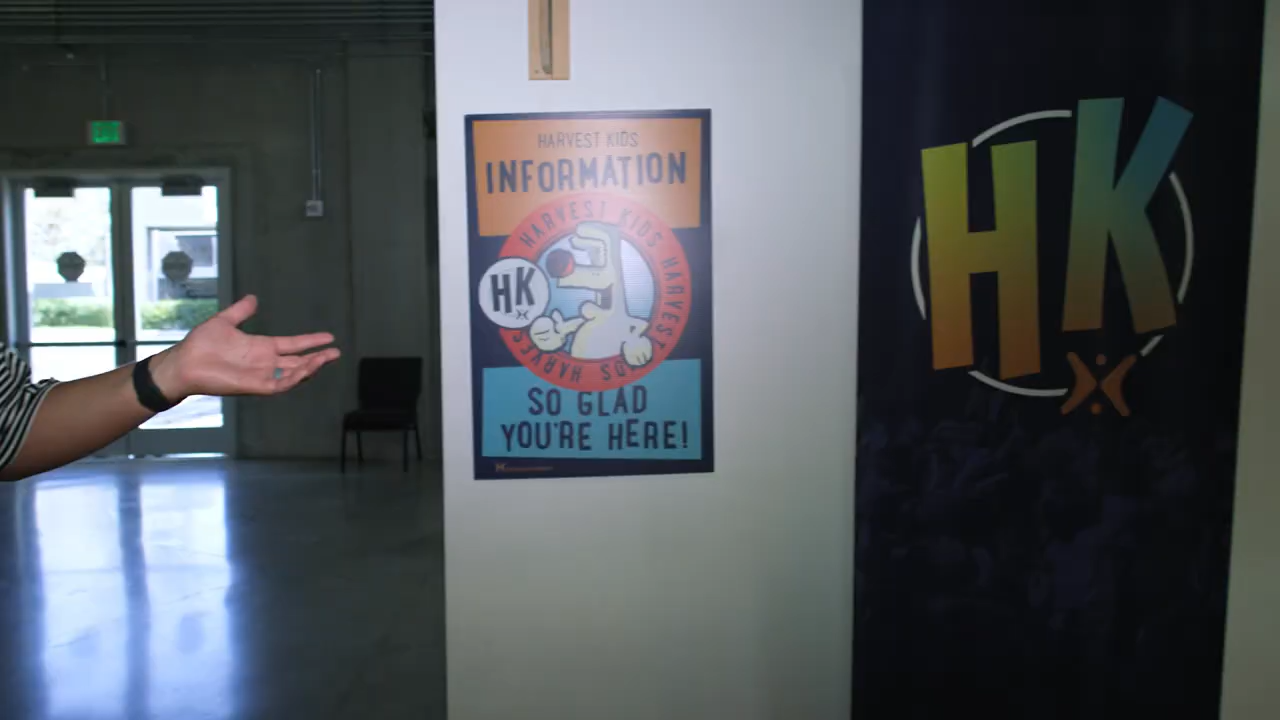 HARVEST KIDS
INFORMATION
HARVEST KIDS HARVEST KIDS HARVEST
HK
SO GLAD
YOU'RE HERE!
HK